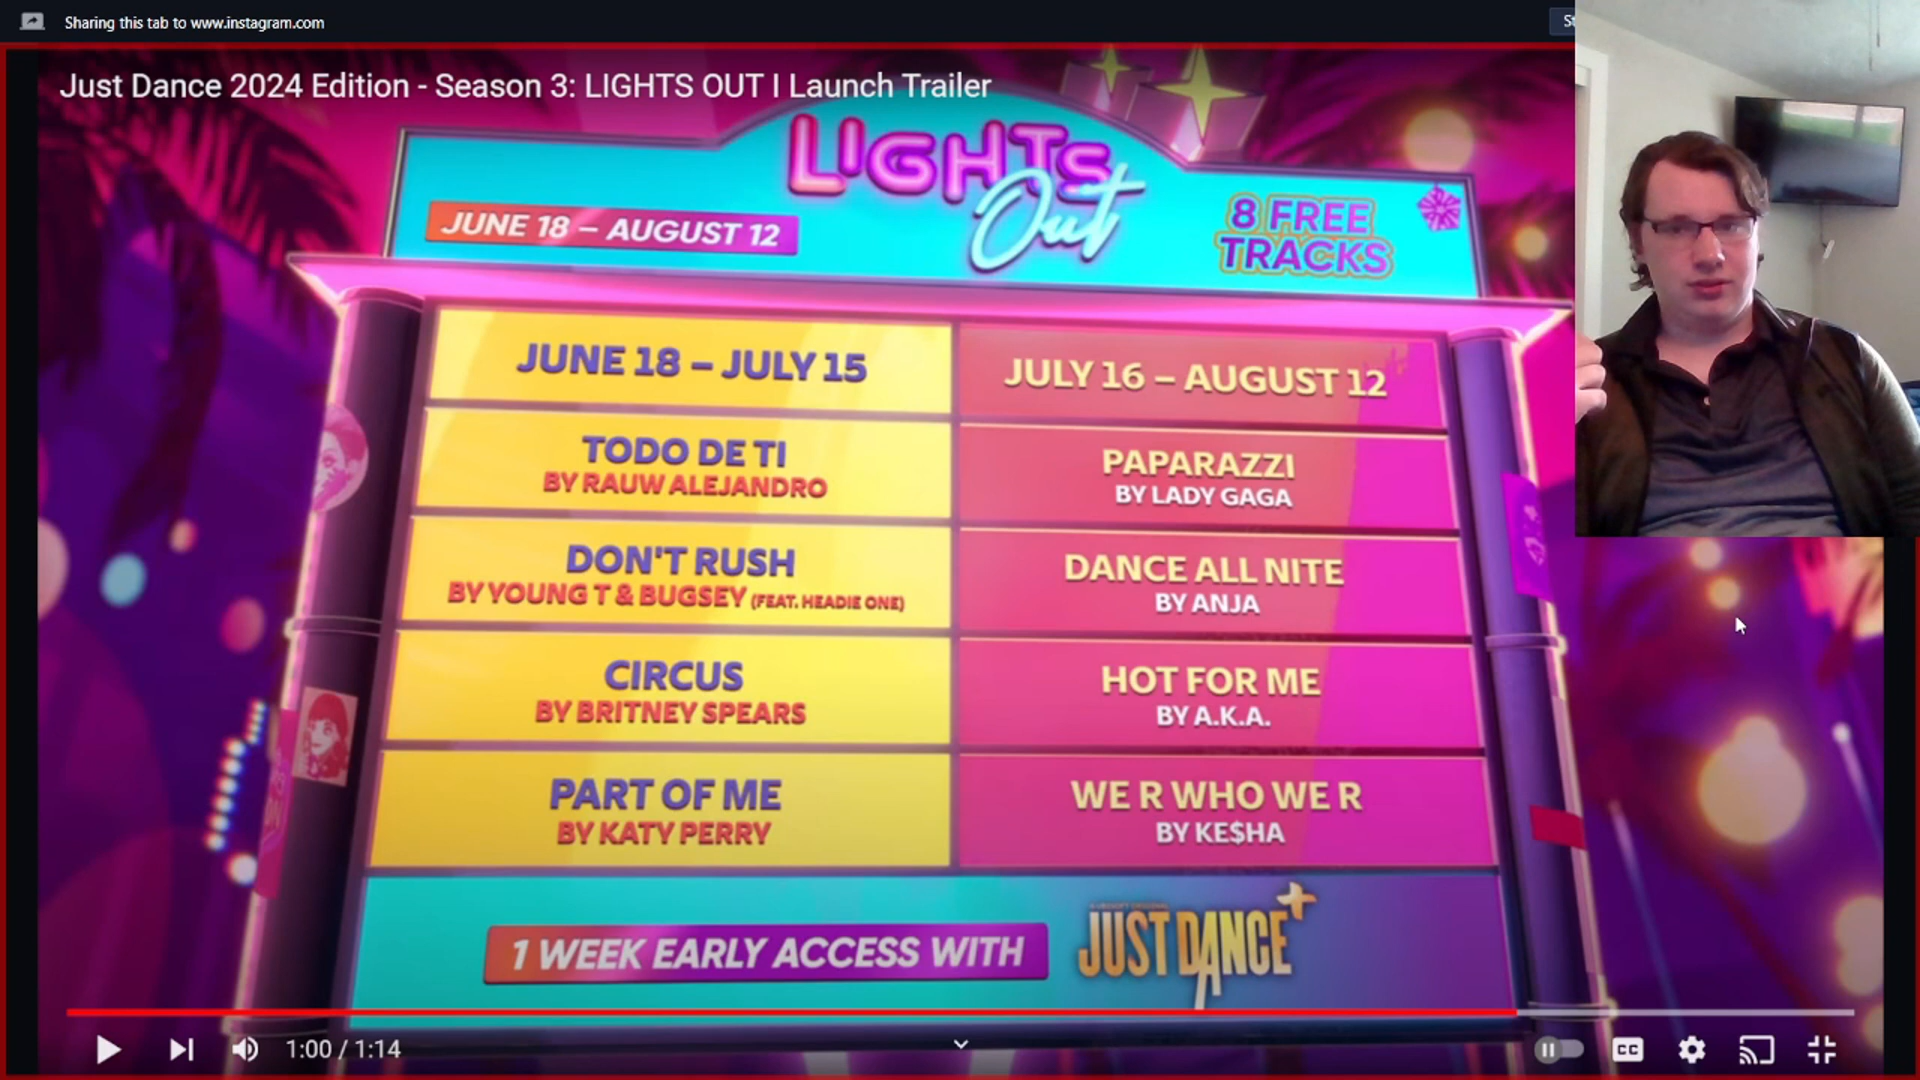 Sharing this tab to www.instagram.com
St
Just Dance 2024 Edition - Season 3: LIGHTS OUT I Launch Trailer
LIGHTS
Out
JUNE 18 – AUGUST 12
8 FREE
TRACKS
JUNE 18 – JULY 15
TODO DE TI
BY RAUW ALEJANDRO
DON'T RUSH
BY YOUNG T & BUGSEY (FEAT. HEADIE ONE)
CIRCUS
BY BRITNEY SPEARS
PART OF ME
BY KATY PERRY
JULY 16 – AUGUST 12
PAPARAZZI
BY LADY GAGA
DANCE ALL NITE
BY ANJA
HOT FOR ME
BY A.K.A.
WE R WHO WE R
BY KE$HA
1 WEEK EARLY ACCESS WITH
JUST DANCE+
1:00 / 1:14
CC